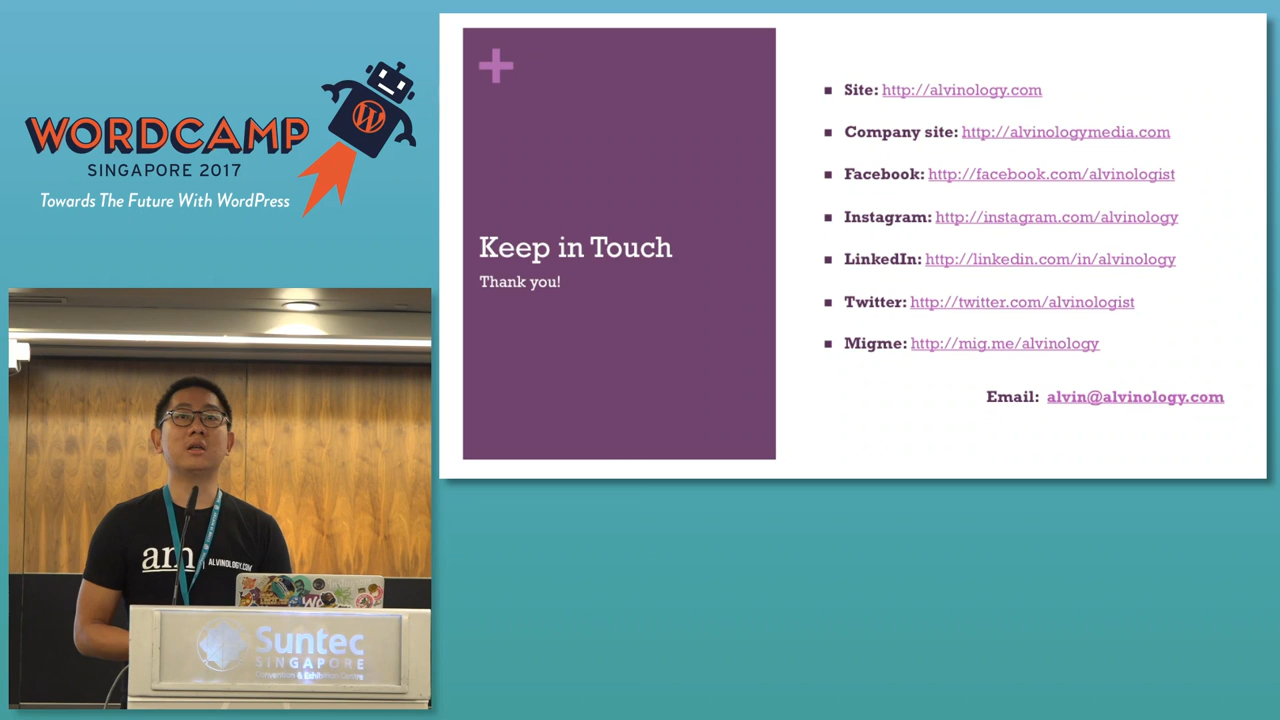 WORDCAMP
SINGAPORE 2017
Towards The Future With WordPress
Keep in Touch
Thank you!
Site: http://alvinology.com
Company site: http://alvinologymedia.com
Facebook: http://facebook.com/alvinologist
Instagram: http://instagram.com/alvinology
LinkedIn: http://linkedin.com/in/alvinology
Twitter: http://twitter.com/alvinologist
Migme: http://mig.me/alvinology
Email: alvin@alvinology.com
am ALVINOLOGY.COM
Suntec
SINGAPORE
Convention & Exhibition Centre